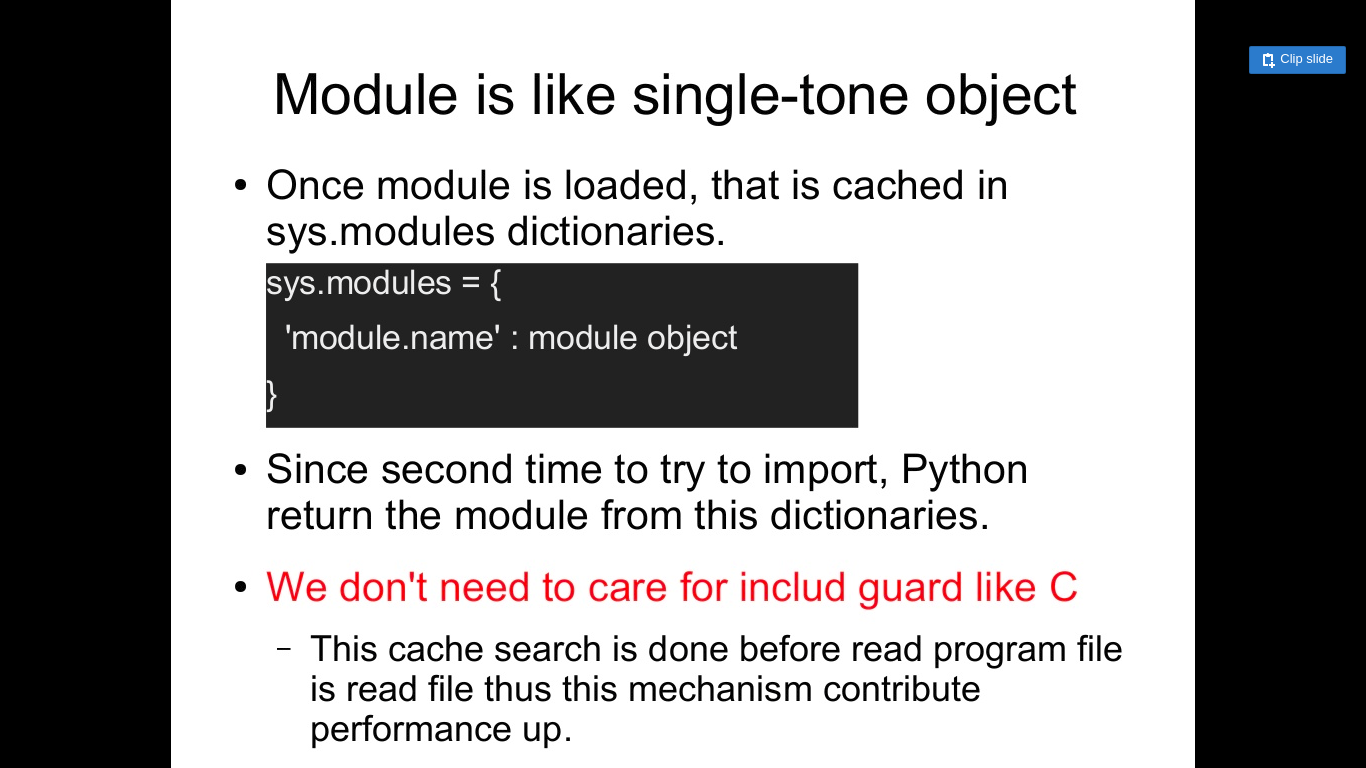 Clip slide
Module is like single-tone object
• Once module is loaded, that is cached in
sys.modules dictionaries.
sys.modules = {
'module.name' : module object
}
• Since second time to try to import, Python
return the module from this dictionaries.
• We don't need to care for includ guard like C
– This cache search is done before read program file
is read file thus this mechanism contribute
performance up.